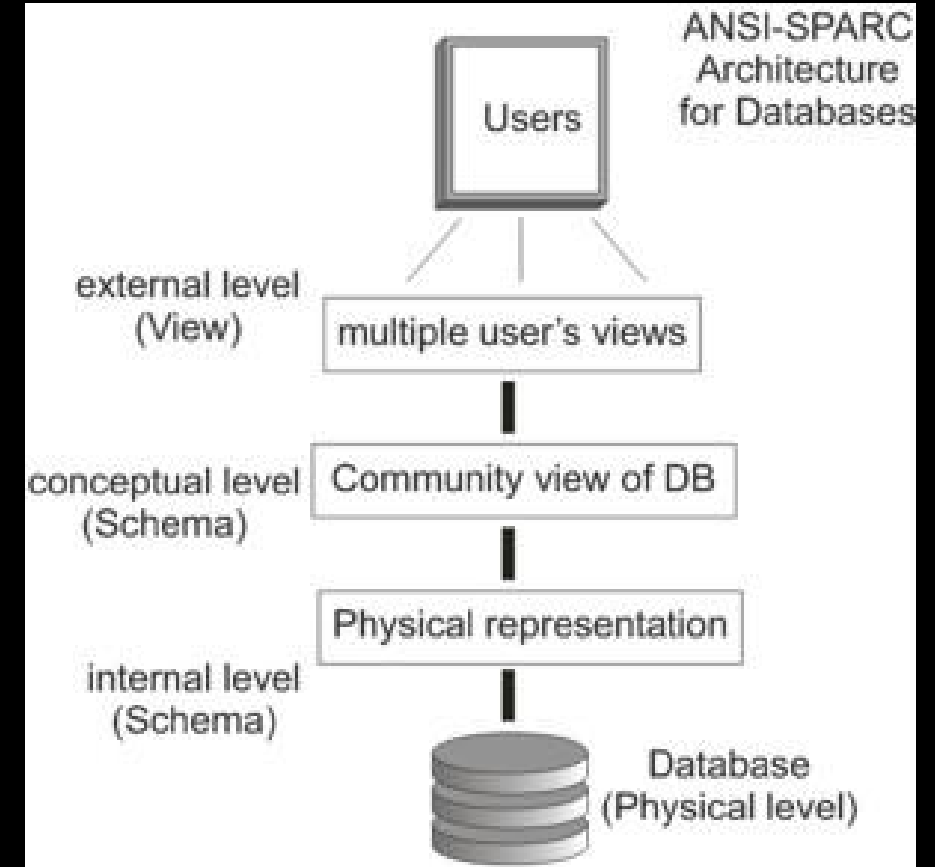 ANSI-SPARC
Architecture
for Databases
Users
external level
(View)
multiple user's views
conceptual level
(Schema)
Community view of DB
Physical representation
internal level
(Schema)
Database
(Physical level)